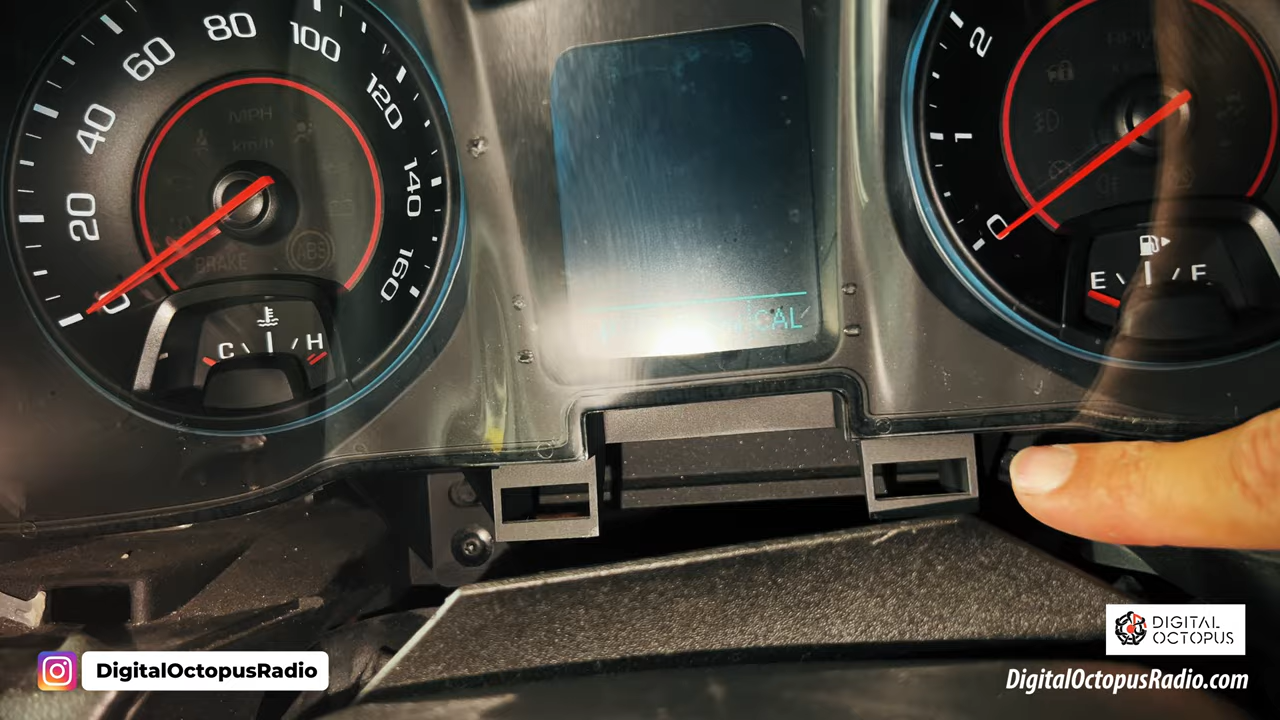 0
20
40
60
80
100
120
140
160
MPH
km/h
BRAKE
ABS
C
H
CAL
0
1
2
E
F
DIGITAL
OCTOPUS
DigitalOctopusRadio
DigitalOctopusRadio.com